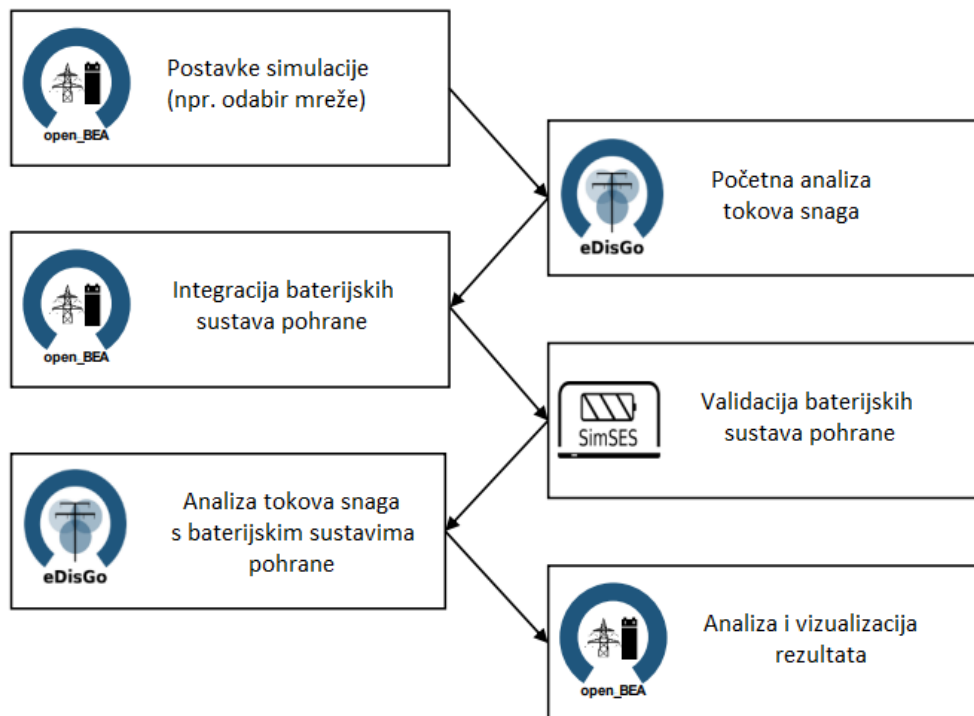 Postavke simulacije
(npr. odabir mreže)
open_BEA
Početna analiza
tokova snaga
eDisGo
Integracija baterijskih
sustava pohrane
open_BEA
Validacija baterijskih
sustava pohrane
SimSES
Analiza tokova snaga
s baterijskim sustavima
pohrane
eDisGo
Analiza i vizualizacija
rezultata
open_BEA